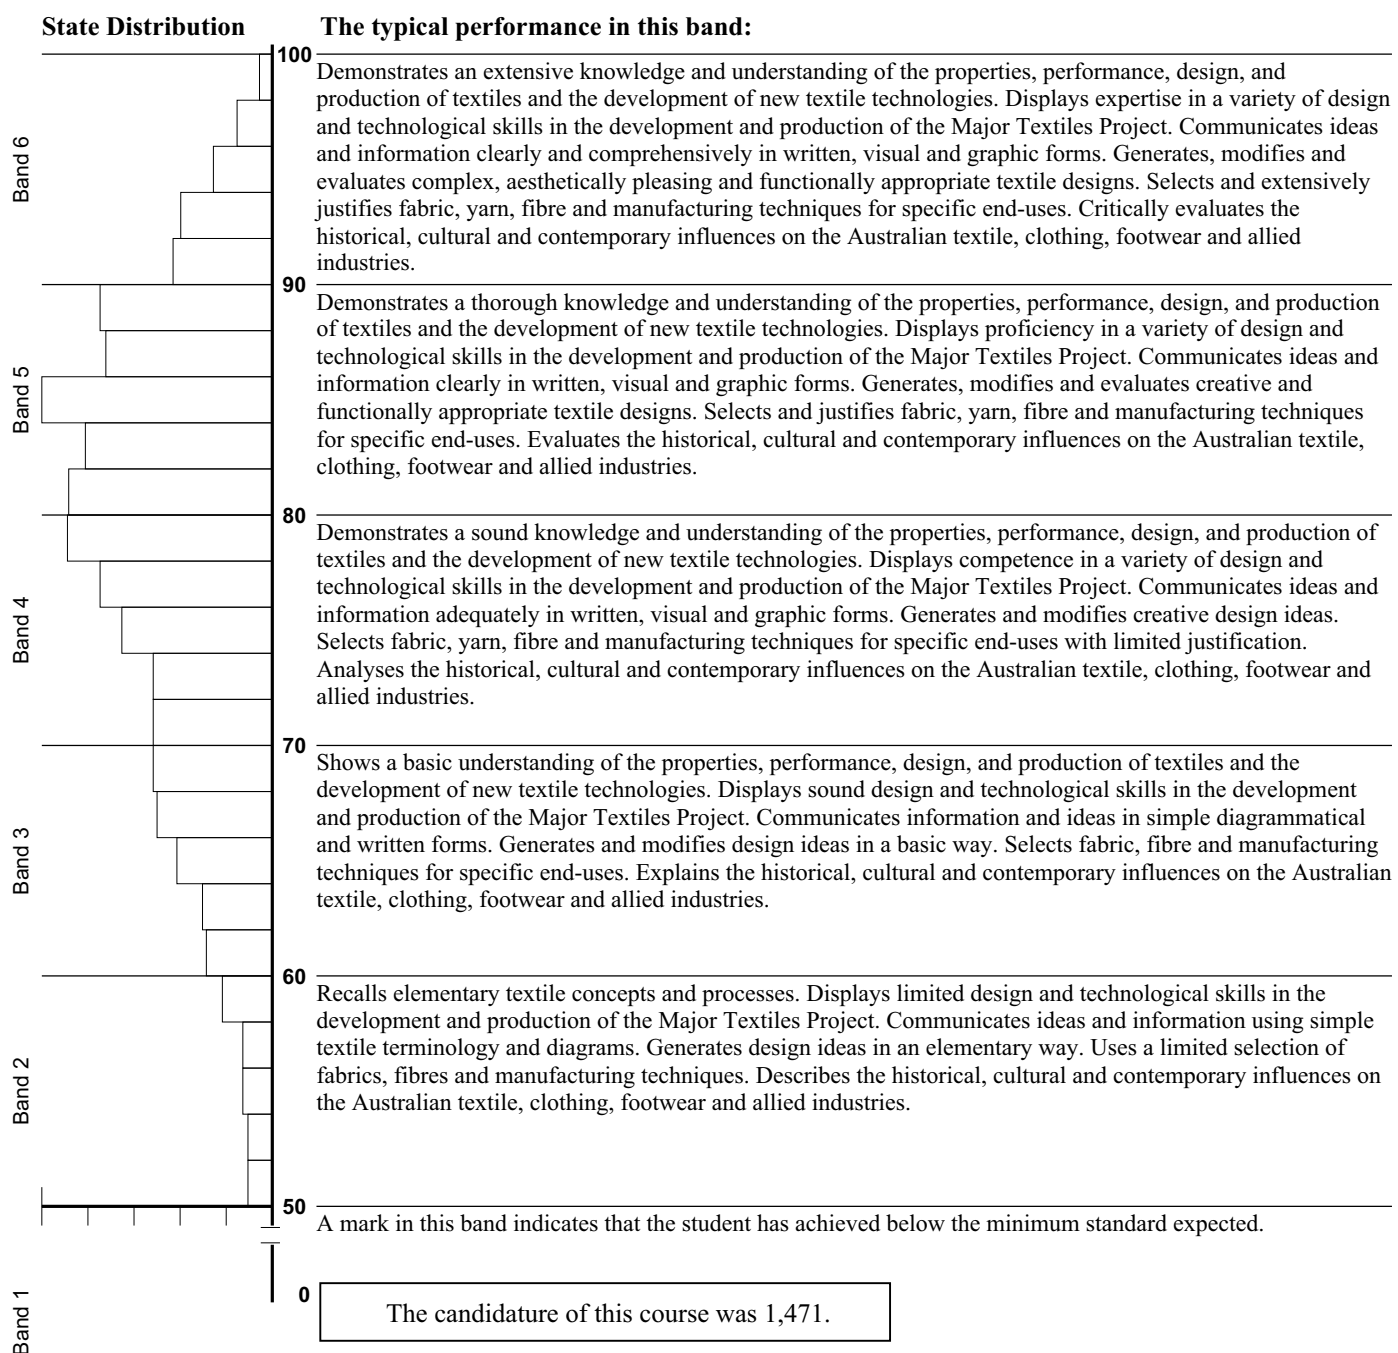 State Distribution
The typical performance in this band:
100
Demonstrates an extensive knowledge and understanding of the properties, performance, design, and
production of textiles and the development of new textile technologies. Displays expertise in a variety of design
and technological skills in the development and production of the Major Textiles Project. Communicates ideas
and information clearly and comprehensively in written, visual and graphic forms. Generates, modifies and
evaluates complex, aesthetically pleasing and functionally appropriate textile designs. Selects and extensively
justifies fabric, yarn, fibre and manufacturing techniques for specific end-uses. Critically evaluates the
historical, cultural and contemporary influences on the Australian textile, clothing, footwear and allied
industries.
Band 6
90
Demonstrates a thorough knowledge and understanding of the properties, performance, design, and production
of textiles and the development of new textile technologies. Displays proficiency in a variety of design and
technological skills in the development and production of the Major Textiles Project. Communicates ideas and
information clearly in written, visual and graphic forms. Generates, modifies and evaluates creative and
functionally appropriate textile designs. Selects and justifies fabric, yarn, fibre and manufacturing techniques
for specific end-uses. Evaluates the historical, cultural and contemporary influences on the Australian textile,
clothing, footwear and allied industries.
Band 5
80
Demonstrates a sound knowledge and understanding of the properties, performance, design, and production of
textiles and the development of new textile technologies. Displays competence in a variety of design and
technological skills in the development and production of the Major Textiles Project. Communicates ideas and
information adequately in written, visual and graphic forms. Generates and modifies creative design ideas.
Selects fabric, yarn, fibre and manufacturing techniques for specific end-uses with limited justification.
Analyses the historical, cultural and contemporary influences on the Australian textile, clothing, footwear and
allied industries.
Band 4
70
Shows a basic understanding of the properties, performance, design, and production of textiles and the
development of new textile technologies. Displays sound design and technological skills in the development
and production of the Major Textiles Project. Communicates information and ideas in simple diagrammatical
and written forms. Generates and modifies design ideas in a basic way. Selects fabric, fibre and manufacturing
techniques for specific end-uses. Explains the historical, cultural and contemporary influences on the Australian
textile, clothing, footwear and allied industries.
Band 3
60
Recalls elementary textile concepts and processes. Displays limited design and technological skills in the
development and production of the Major Textiles Project. Communicates ideas and information using simple
textile terminology and diagrams. Generates design ideas in an elementary way. Uses a limited selection of
fabrics, fibres and manufacturing techniques. Describes the historical, cultural and contemporary influences on
the Australian textile, clothing, footwear and allied industries.
Band 2
50
A mark in this band indicates that the student has achieved below the minimum standard expected.
0
Band 1
The candidature of this course was 1,471.